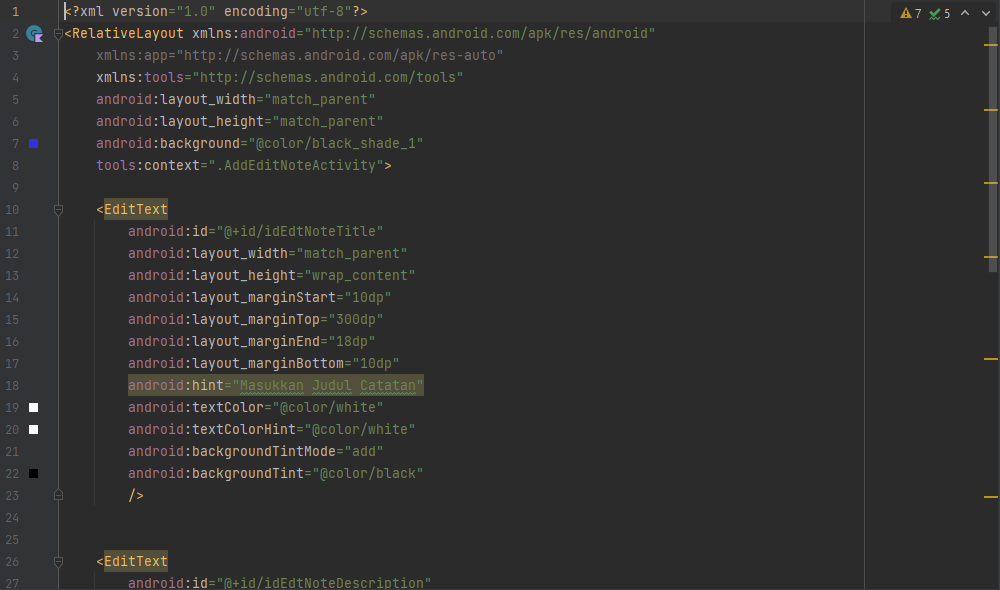 1 <?xml version="1.0" encoding="utf-8"?>
7 5
2 <RelativeLayout xmlns:android="http://schemas.android.com/apk/res/android"
3 xmlns:app="http://schemas.android.com/apk/res-auto"
4 xmlns:tools="http://schemas.android.com/tools"
5 android:layout_width="match_parent"
6 android:layout_height="match_parent"
7 android:background="@color/black_shade_1"
8 tools:context=".AddEditNoteActivity">
9
10 <EditText
11 android:id="@+id/idEdtNoteTitle"
12 android:layout_width="match_parent"
13 android:layout_height="wrap_content"
14 android:layout_marginStart="10dp"
15 android:layout_marginTop="300dp"
16 android:layout_marginEnd="18dp"
17 android:layout_marginBottom="10dp"
18 android:hint="Masukkan Judul Catatan"
19 android:textColor="@color/white"
20 android:textColorHint="@color/white"
21 android:backgroundTintMode="add"
22 android:backgroundTint="@color/black"
23 />
24
25
26 <EditText
27 android:id="@+id/idEdtNoteDescription"